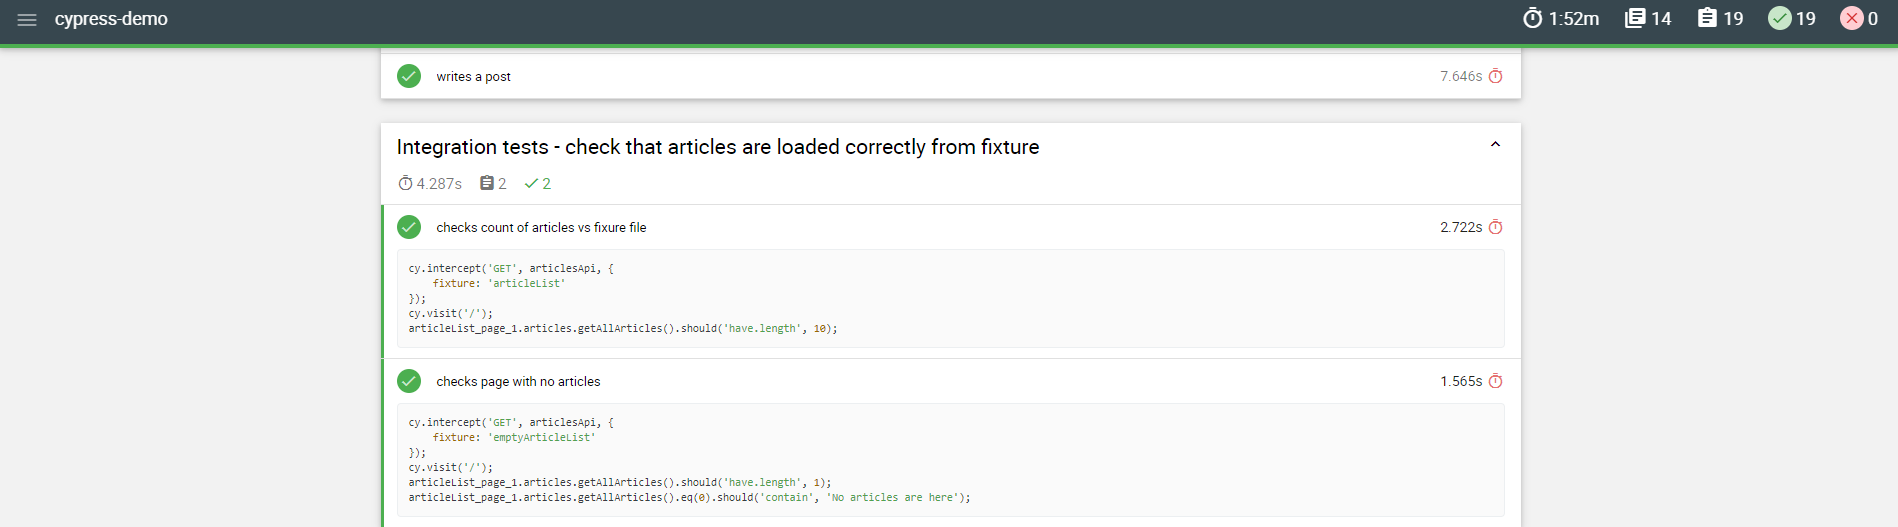 cypress-demo 1:52m 14 19 19 0
writes a post 7.646s
Integration tests - check that articles are loaded correctly from fixture
4.287s 2 2
checks count of articles vs fixure file 2.722s
cy.intercept('GET', articlesApi, {
    fixture: 'articleList'
});
cy.visit('/');
articleList_page_1.articles.getAllArticles().should('have.length', 10);
checks page with no articles 1.565s
cy.intercept('GET', articlesApi, {
    fixture: 'emptyArticleList'
});
cy.visit('/');
articleList_page_1.articles.getAllArticles().should('have.length', 1);
articleList_page_1.articles.getAllArticles().eq(0).should('contain', 'No articles are here');